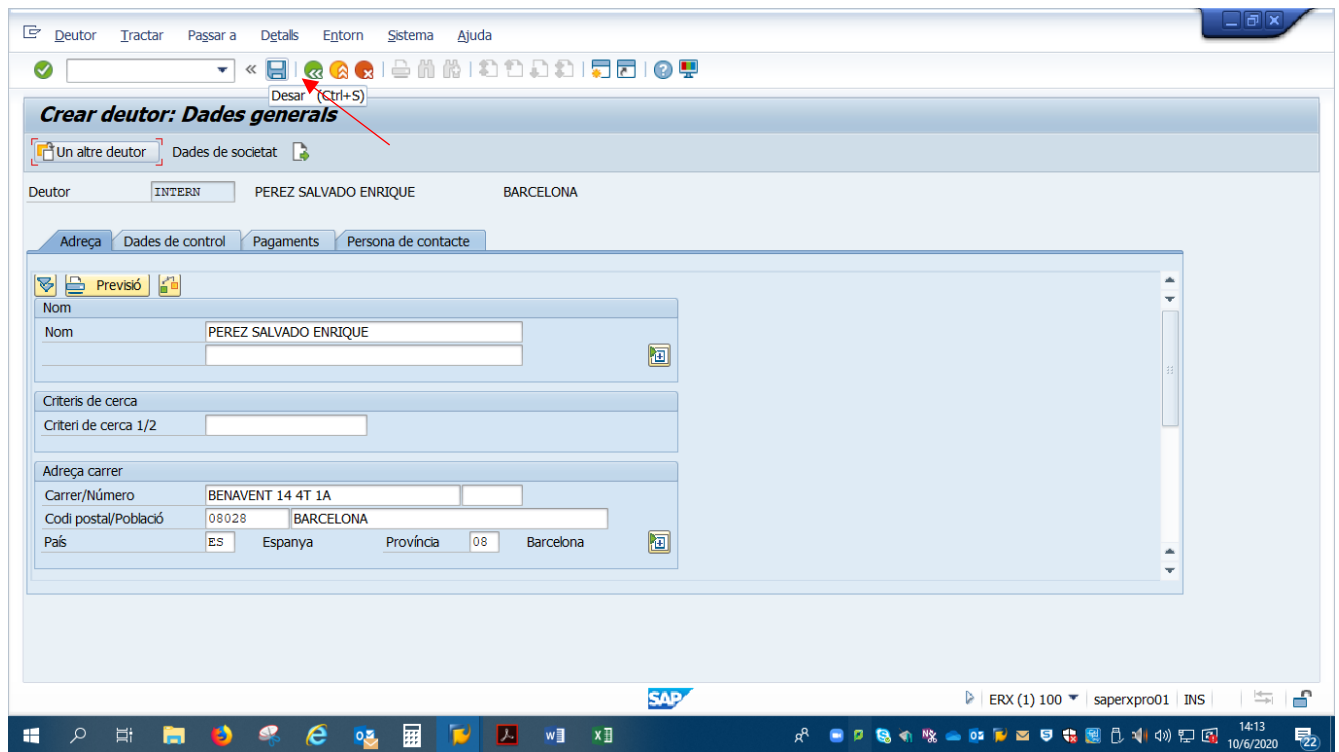 Deutor Tractar Passar a Detalls Entorn Sistema Ajuda
Desar (Ctrl+S)
Crear deutor: Dades generals
Un altre deutor Dades de societat
Deutor INTERN PEREZ SALVADO ENRIQUE BARCELONA
Adreça Dades de control Pagaments Persona de contacte
Previsió
Nom
Nom PEREZ SALVADO ENRIQUE
Criteris de cerca
Criteri de cerca 1/2
Adreça carrer
Carrer/Número BENAVENT 14 4T 1A
Codi postal/Població 08028 BARCELONA
País ES Espanya Província 08 Barcelona
SAP ERX (1) 100 saperxpro01 INS
14:13
10/6/2020 22